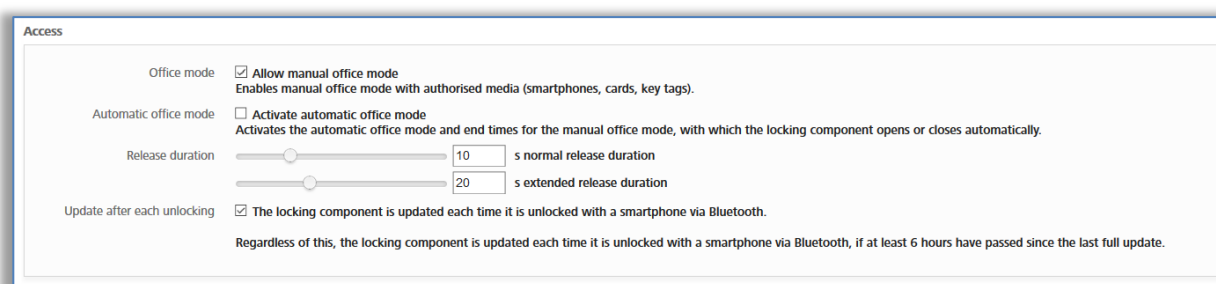 Access
Office mode Allow manual office mode
Enables manual office mode with authorised media (smartphones, cards, key tags).
Automatic office mode Activate automatic office mode
Activates the automatic office mode and end times for the manual office mode, with which the locking component opens or closes automatically.
Release duration 10 s normal release duration
20 s extended release duration
Update after each unlocking The locking component is updated each time it is unlocked with a smartphone via Bluetooth.
Regardless of this, the locking component is updated each time it is unlocked with a smartphone via Bluetooth, if at least 6 hours have passed since the last full update.